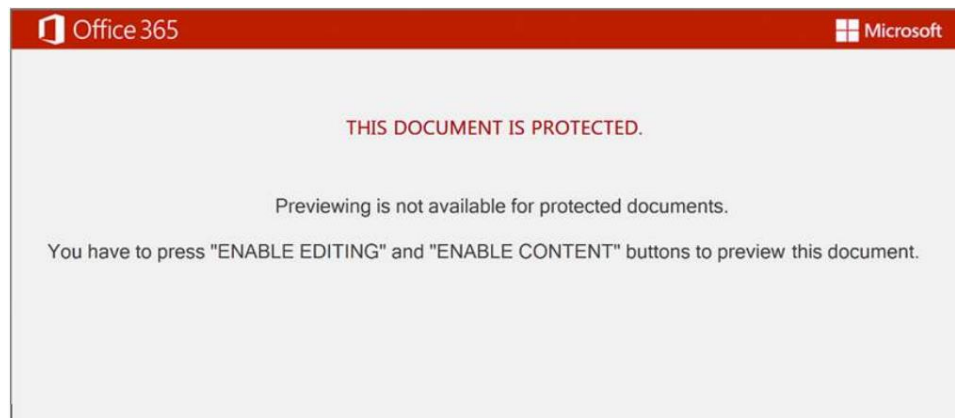 Office 365
Microsoft
THIS DOCUMENT IS PROTECTED.
Previewing is not available for protected documents.
You have to press "ENABLE EDITING" and "ENABLE CONTENT" buttons to preview this document.